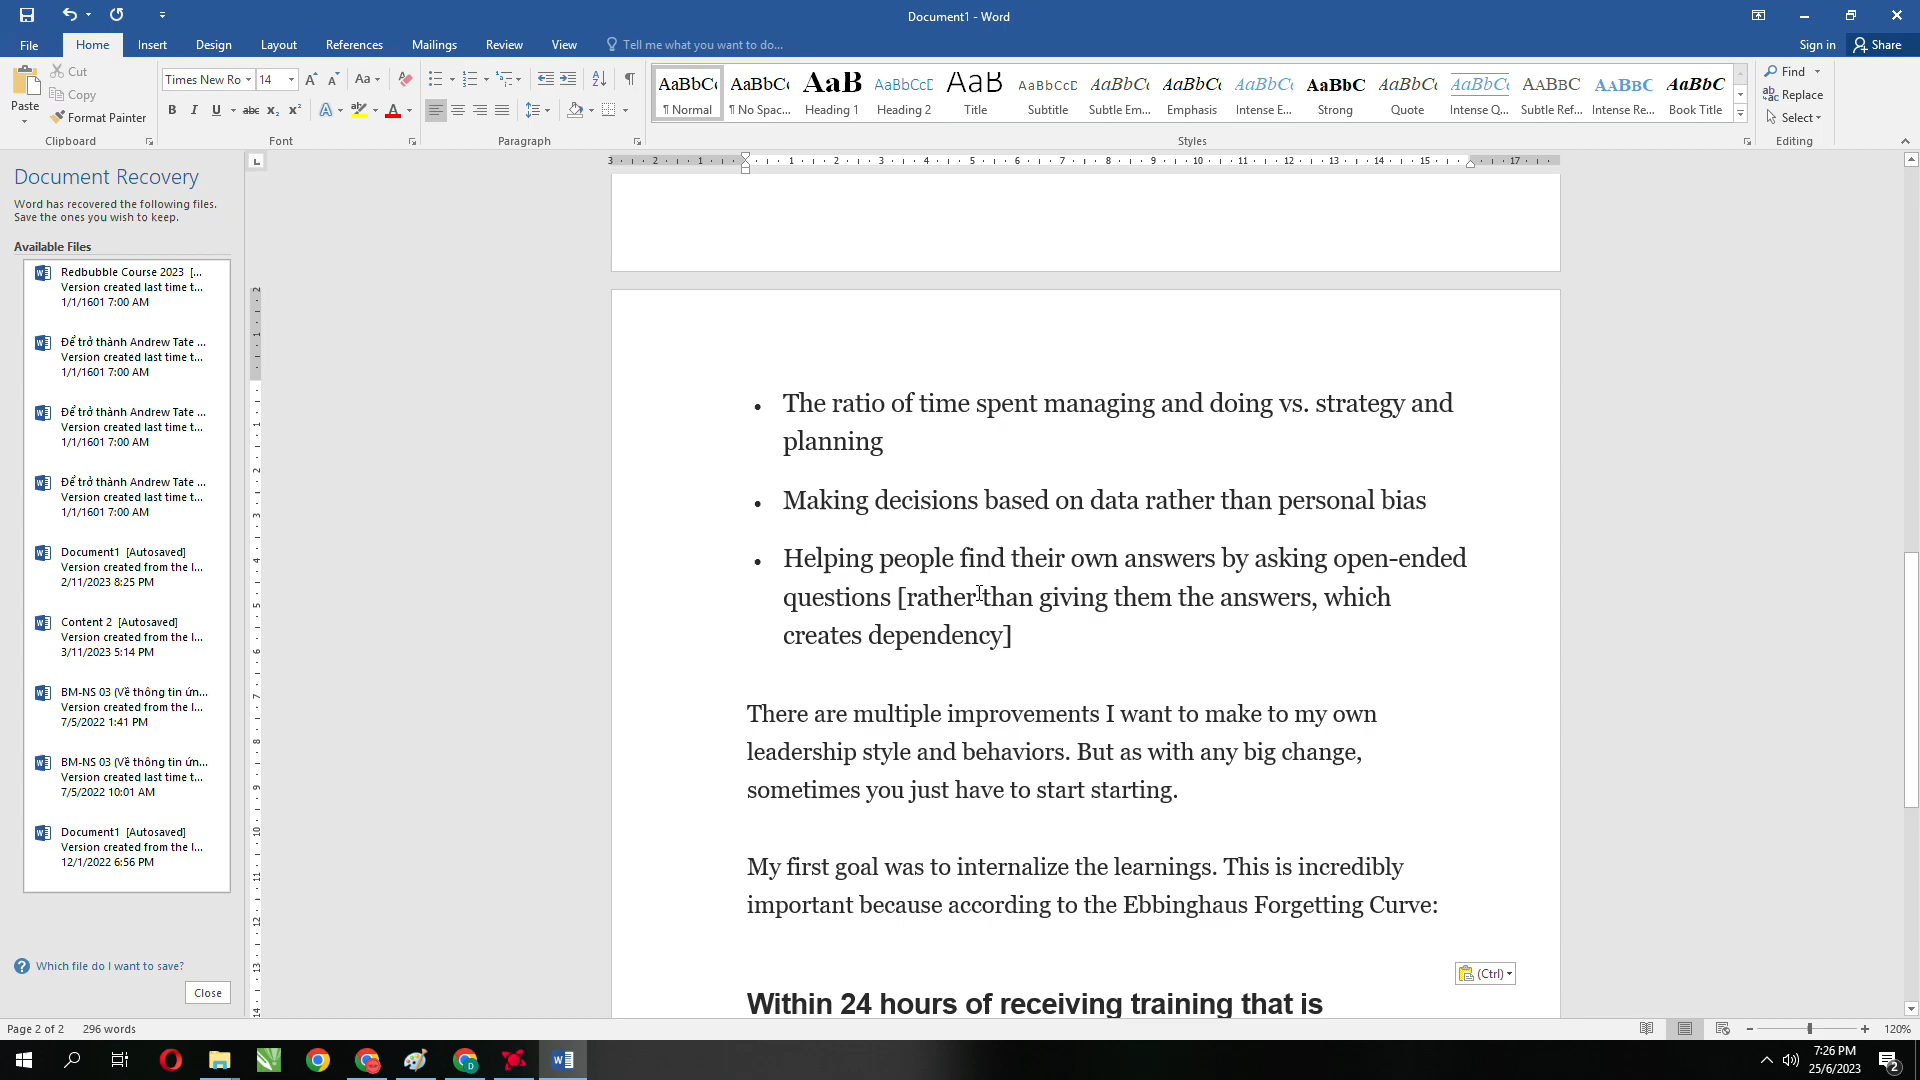 Document1 - Word
File
Home
Insert
Design
Layout
References
Mailings
Review
View
Tell me what you want to do...
Sign in
Share
Paste
Cut
Copy
Format Painter
Clipboard
Times New Ro
14
Font
Paragraph
AaBbCc
¶ Normal
AaBbCc
¶ No Spac...
AaB
Heading 1
AaBbCcD
Heading 2
AaB
Title
AaBbCcD
Subtitle
AaBbCc
Subtle Em...
AaBbCc
Emphasis
AaBbCc
Intense E...
AaBbC
Strong
AaBbCc
Quote
AaBbCc
Intense Q...
AABBC
Subtle Ref...
AABBC
Intense Re...
AaBbC
Book Title
Styles
Find
Replace
Select
Editing
Document Recovery
Word has recovered the following files.
Save the ones you wish to keep.
Available Files
Redbubble Course 2023 [...
Version created last time t...
1/1/1601 7:00 AM
Để trở thành Andrew Tate ...
Version created last time t...
1/1/1601 7:00 AM
Để trở thành Andrew Tate ...
Version created last time t...
1/1/1601 7:00 AM
Để trở thành Andrew Tate ...
Version created last time t...
1/1/1601 7:00 AM
Document1 [Autosaved]
Version created from the l...
2/11/2023 8:25 PM
Content 2 [Autosaved]
Version created from the l...
3/11/2023 5:14 PM
BM-NS 03 (Về thông tin ứn...
Version created from the l...
7/5/2022 1:41 PM
BM-NS 03 (Về thông tin ứn...
Version created from the l...
7/5/2022 10:01 AM
Document1 [Autosaved]
Version created from the l...
12/1/2022 6:56 PM
Which file do I want to save?
Close
• The ratio of time spent managing and doing vs. strategy and
planning
• Making decisions based on data rather than personal bias
• Helping people find their own answers by asking open-ended
questions [rather than giving them the answers, which
creates dependency]
There are multiple improvements I want to make to my own
leadership style and behaviors. But as with any big change,
sometimes you just have to start starting.
My first goal was to internalize the learnings. This is incredibly
important because according to the Ebbinghaus Forgetting Curve:
(Ctrl)
Within 24 hours of receiving training that is
Page 2 of 2
296 words
120%
7:26 PM
25/6/2023
2